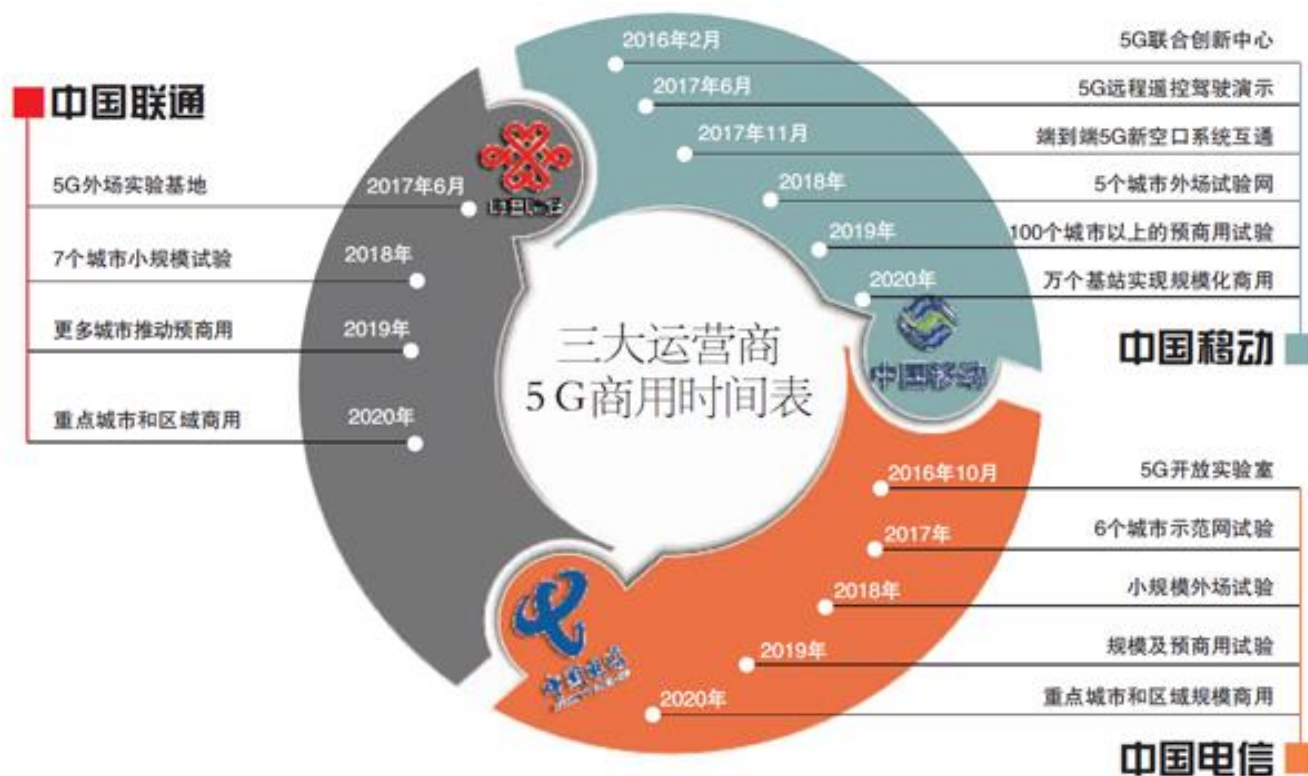 中国联通
5G外场实验基地
2017年6月
7个城市小规模试验
2018年
更多城市推动预商用
2019年
重点城市和区域商用
2020年
中国联通
三大运营商
5G商用时间表
2016年2月
5G联合创新中心
2017年6月
5G远程遥控驾驶演示
2017年11月
端到端5G新空口系统互通
2018年
5个城市外场试验网
2019年
100个城市以上的预商用试验
2020年
万个基站实现规模化商用
中国移动
中国移动
2016年10月
5G开放实验室
2017年
6个城市示范网试验
2018年
小规模外场试验
2019年
规模及预商用试验
2020年
重点城市和区域规模商用
中国电信
中国电信